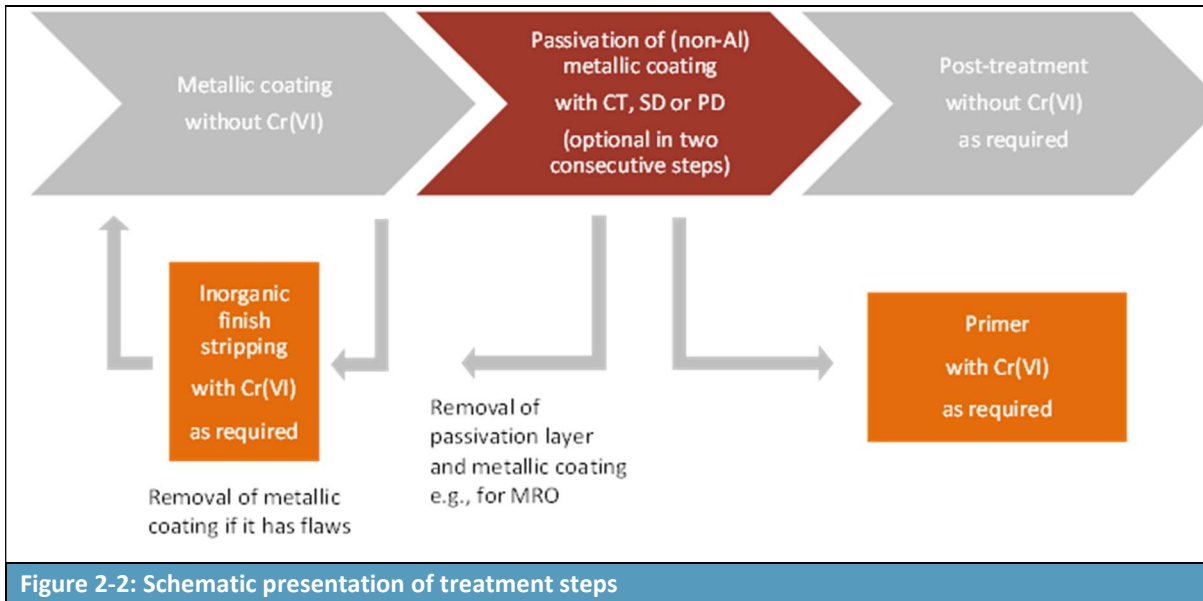 Metallic coating
without Cr(VI)
Passivation of (non-Al)
metallic coating
with CT, SD or PD
(optional in two
consecutive steps)
Post-treatment
without Cr(VI)
as required
Inorganic
finish
stripping
with Cr(VI)
as required
Removal of metallic
coating if it has flaws
Removal of
passivation layer
and metallic coating
e.g., for MRO
Primer
with Cr(VI)
as required
Figure 2-2: Schematic presentation of treatment steps